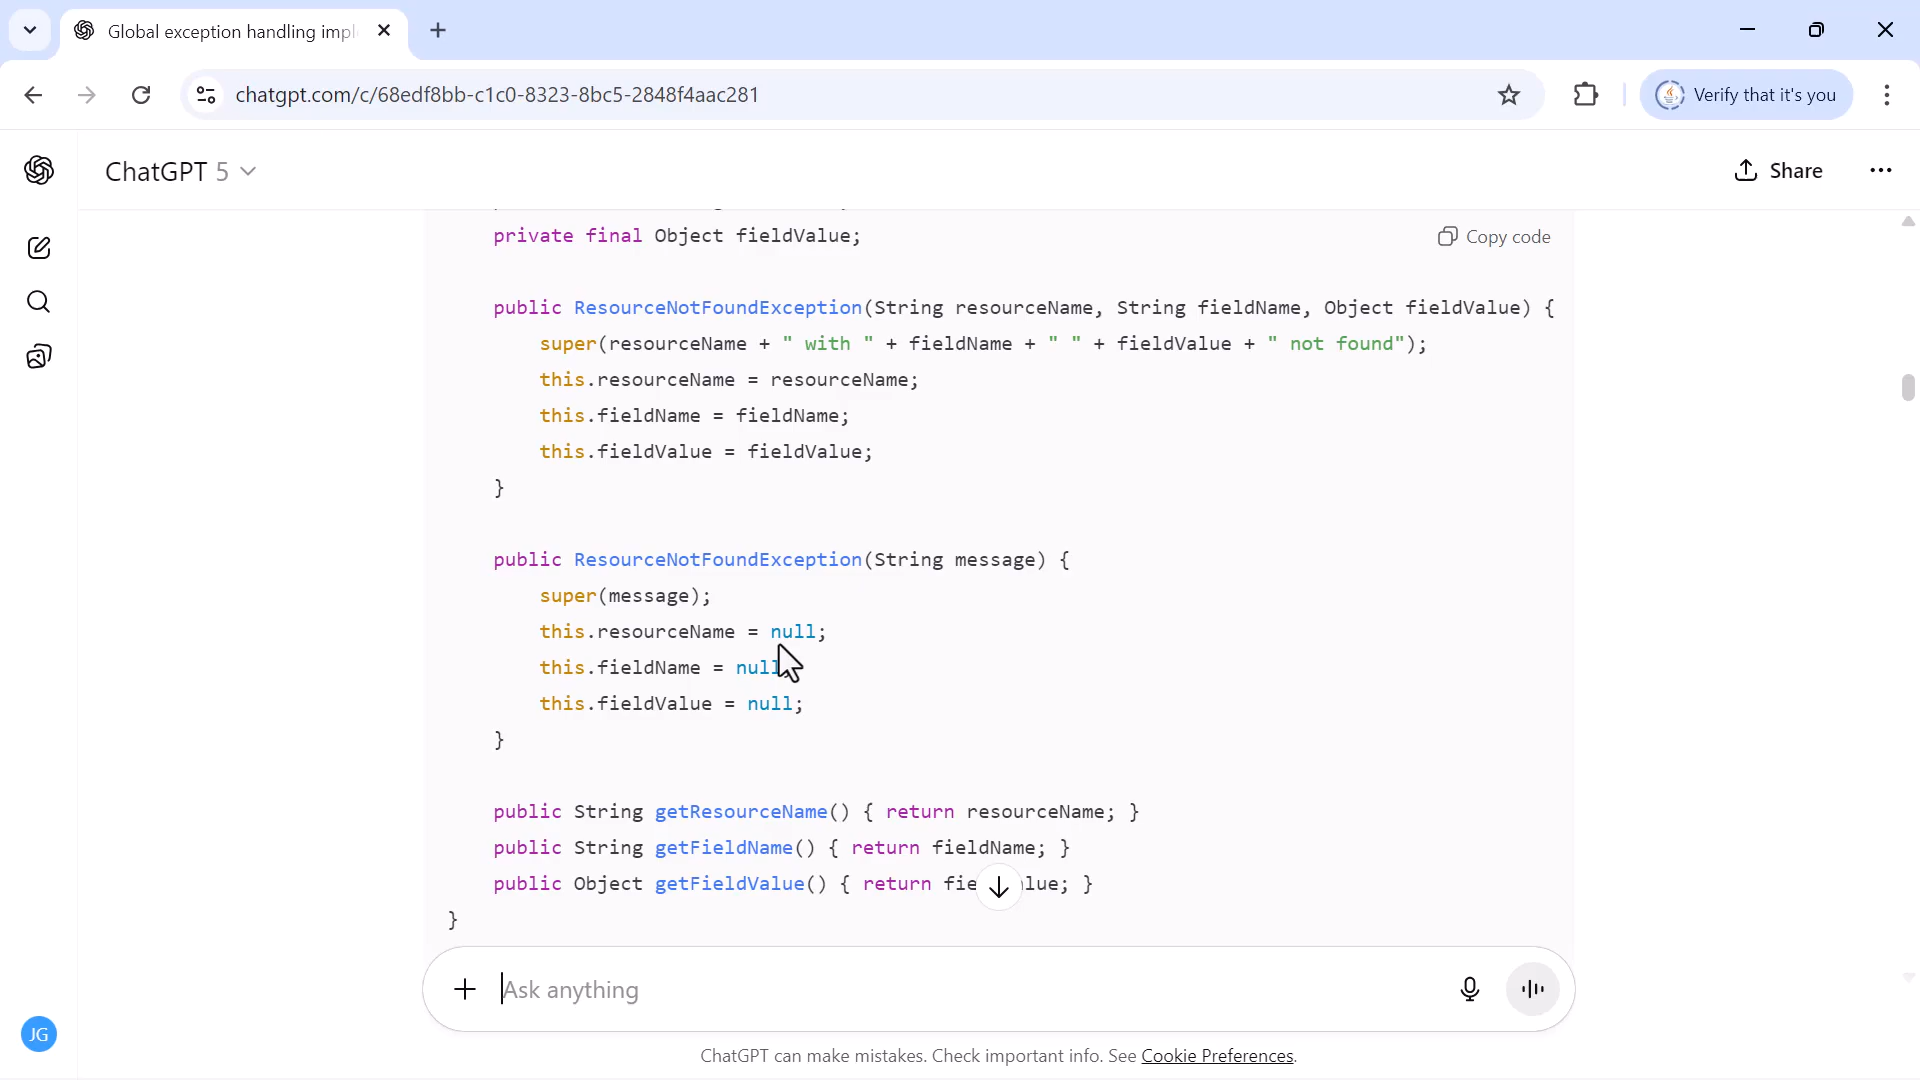 Global exception handling impl
chatgpt.com/c/68edf8bb-c1c0-8323-8bc5-2848f4aac281
Verify that it's you
ChatGPT 5
Share
private final Object fieldValue;
Copy code
public ResourceNotFoundException(String resourceName, String fieldName, Object fieldValue) {
super(resourceName + " with " + fieldName + " " + fieldValue + " not found");
this.resourceName = resourceName;
this.fieldName = fieldName;
this.fieldValue = fieldValue;
}
public ResourceNotFoundException(String message) {
super(message);
this.resourceName = null;
this.fieldName = null;
this.fieldValue = null;
}
public String getResourceName() { return resourceName; }
public String getFieldName() { return fieldName; }
public Object getFieldValue() { return fie lue; }
}
Ask anything
JG
ChatGPT can make mistakes. Check important info. See Cookie Preferences.